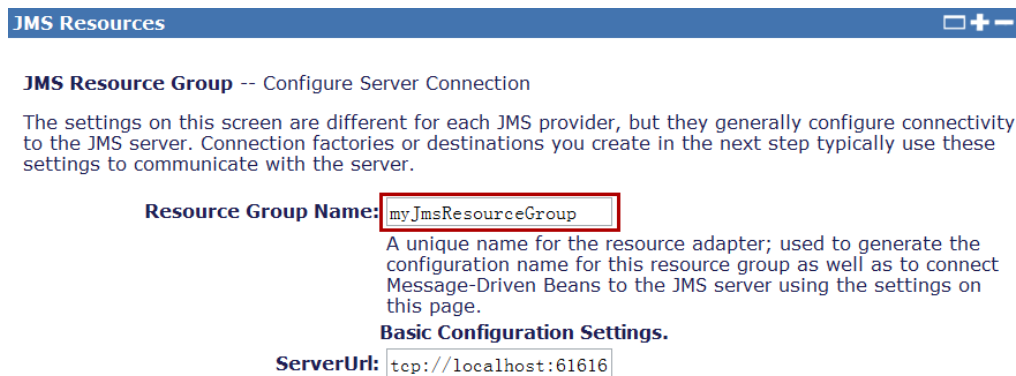 JMS Resources
JMS Resource Group -- Configure Server Connection
The settings on this screen are different for each JMS provider, but they generally configure connectivity
to the JMS server. Connection factories or destinations you create in the next step typically use these
settings to communicate with the server.
Resource Group Name: myJmsResourceGroup
A unique name for the resource adapter; used to generate the
configuration name for this resource group as well as to connect
Message-Driven Beans to the JMS server using the settings on
this page.
Basic Configuration Settings.
ServerUrl: tcp://localhost:61616